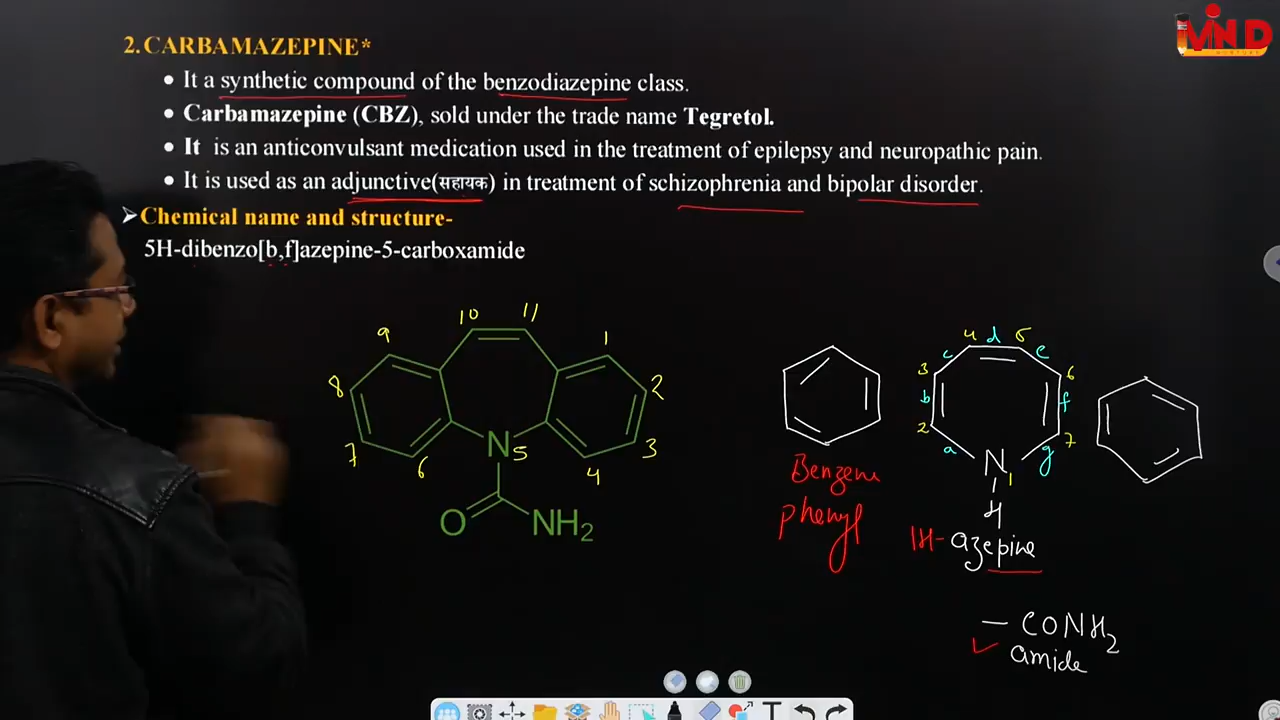 MIND
2.CARBAMAZEPINE*
• It a synthetic compound of the benzodiazepine class.
• Carbamazepine (CBZ), sold under the trade name Tegretol.
• It is an anticonvulsant medication used in the treatment of epilepsy and neuropathic pain.
• It is used as an adjunctive(सहायक) in treatment of schizophrenia and bipolar disorder.
➢Chemical name and structure-
5H-dibenzo[b,f]azepine-5-carboxamide
10 11
9 1
8 2
7 3
6 4
N 5
O NH2
Benzene
phenyl
4 d 5
3 c e 6
b f
2 7
a g
N 1
H
1H- azepine
— CONH2
amide
T